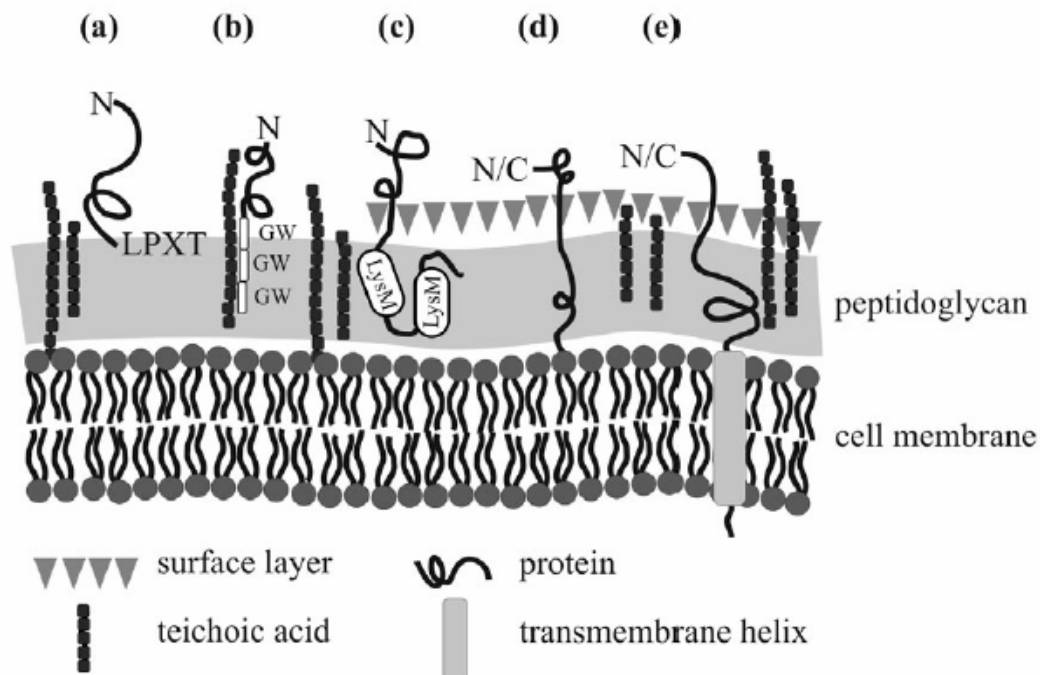 (a) (b) (c) (d) (e)
N
N
N
N/C
N/C
LPXT
GW
GW
GW
LysM
LysM
peptidoglycan
cell membrane
surface layer
protein
teichoic acid
transmembrane helix